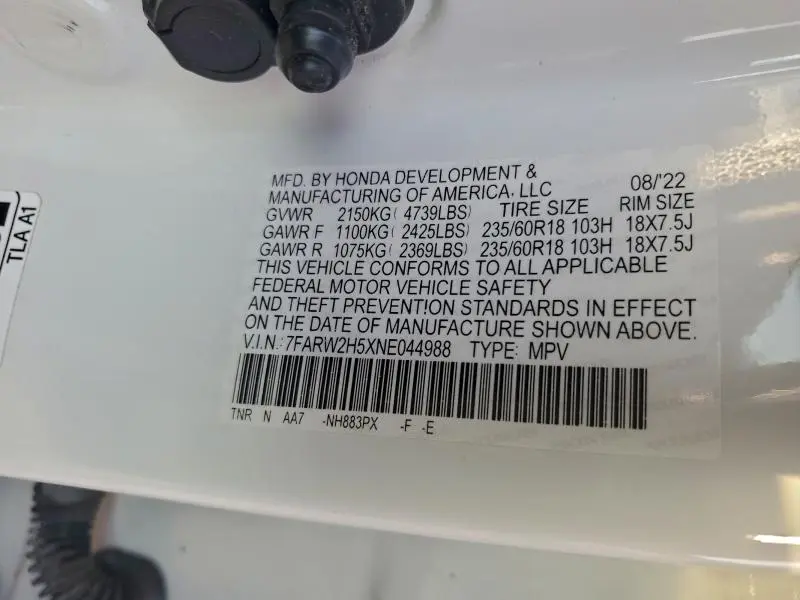 MFD. BY HONDA DEVELOPMENT & 08/'22
MANUFACTURING OF AMERICA, LLC RIM SIZE
GVWR 2150KG( 4739LBS) TIRE SIZE
GAWR F 1100KG( 2425LBS) 235/60R18 103H 18X7.5J
GAWR R 1075KG( 2369LBS) 235/60R18 103H 18X7.5J
THIS VEHICLE CONFORMS TO ALL APPLICABLE
FEDERAL MOTOR VEHICLE SAFETY
AND THEFT PREVENTION STANDARDS IN EFFECT
ON THE DATE OF MANUFACTURE SHOWN ABOVE.
V.I.N.: 7FARW2H5XNE044988 TYPE: MPV
TNR N AA7 -NH883PX -F -E
TLA A1